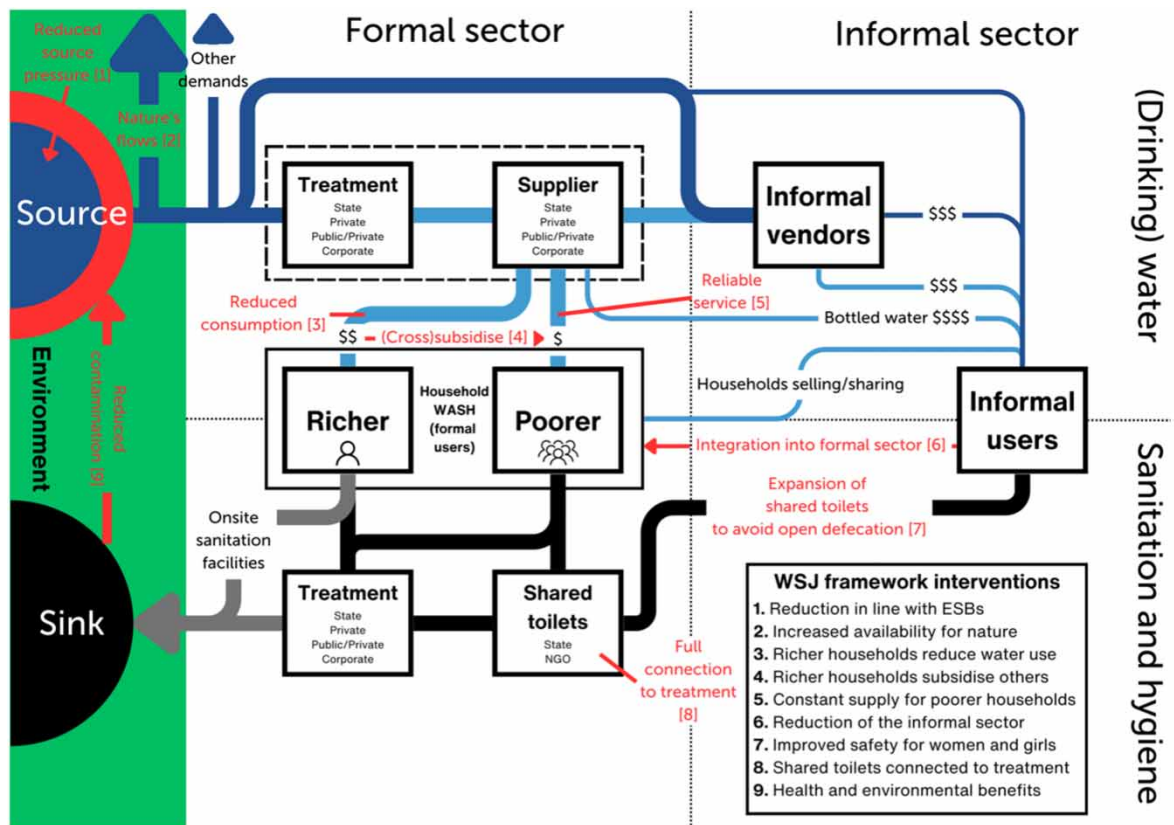 Formal sector
Informal sector
Reduced
source
pressure [1]
Other
demands
Nature's
flows [2]
(Drinking) water
Source
Treatment
State
Private
Public/Private
Corporate
Supplier
State
Private
Public/Private
Corporate
Informal
vendors
$$$
$$$
Reduced
consumption [3]
Reliable
service [5]
Bottled water $$$$
$$
(Cross)subsidise [4]
$
Environment
Reduced
contamination [9]
Richer
Household
WASH
(formal
users)
Poorer
Households selling/sharing
Informal
users
Integration into formal sector [6]
Sanitation and hygiene
Expansion of
shared toilets
to avoid open defecation [7]
Onsite
sanitation
facilities
Sink
Treatment
State
Private
Public/Private
Corporate
Shared
toilets
State
NGO
Full
connection
to treatment
[8]
WSJ framework interventions
1. Reduction in line with ESBs
2. Increased availability for nature
3. Richer households reduce water use
4. Richer households subsidise others
5. Constant supply for poorer households
6. Reduction of the informal sector
7. Improved safety for women and girls
8. Shared toilets connected to treatment
9. Health and environmental benefits